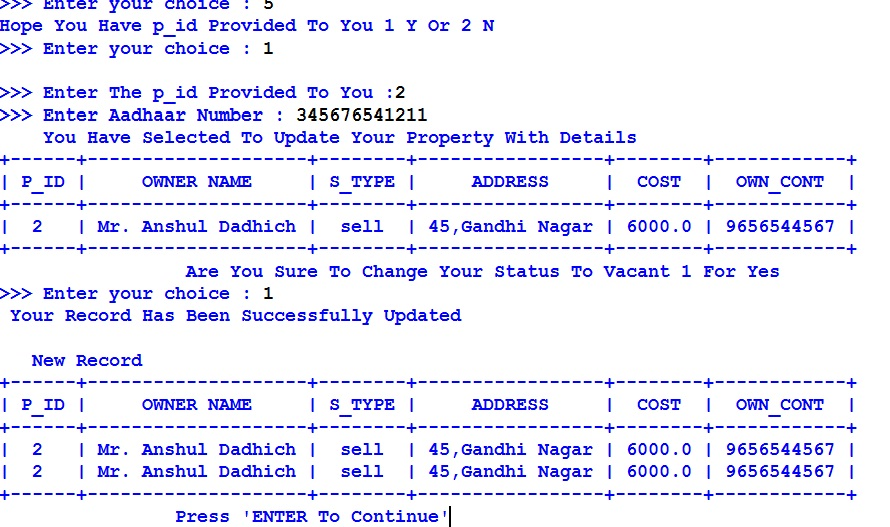 >>> Enter your choice : 5
Hope You Have p_id Provided To You 1 Y Or 2 N
>>> Enter your choice : 1
>>> Enter The p_id Provided To You :2
>>> Enter Aadhaar Number : 345676541211
You Have Selected To Update Your Property With Details
+------+--------------------+--------+-----------------+--------+------------+
| P_ID | OWNER NAME | S_TYPE | ADDRESS | COST | OWN_CONT |
+------+--------------------+--------+-----------------+--------+------------+
| 2 | Mr. Anshul Dadhich | sell | 45,Gandhi Nagar | 6000.0 | 9656544567 |
+------+--------------------+--------+-----------------+--------+------------+
Are You Sure To Change Your Status To Vacant 1 For Yes
>>> Enter your choice : 1
Your Record Has Been Successfully Updated
New Record
+------+--------------------+--------+-----------------+--------+------------+
| P_ID | OWNER NAME | S_TYPE | ADDRESS | COST | OWN_CONT |
+------+--------------------+--------+-----------------+--------+------------+
| 2 | Mr. Anshul Dadhich | sell | 45,Gandhi Nagar | 6000.0 | 9656544567 |
| 2 | Mr. Anshul Dadhich | sell | 45,Gandhi Nagar | 6000.0 | 9656544567 |
+------+--------------------+--------+-----------------+--------+------------+
Press 'ENTER To Continue'